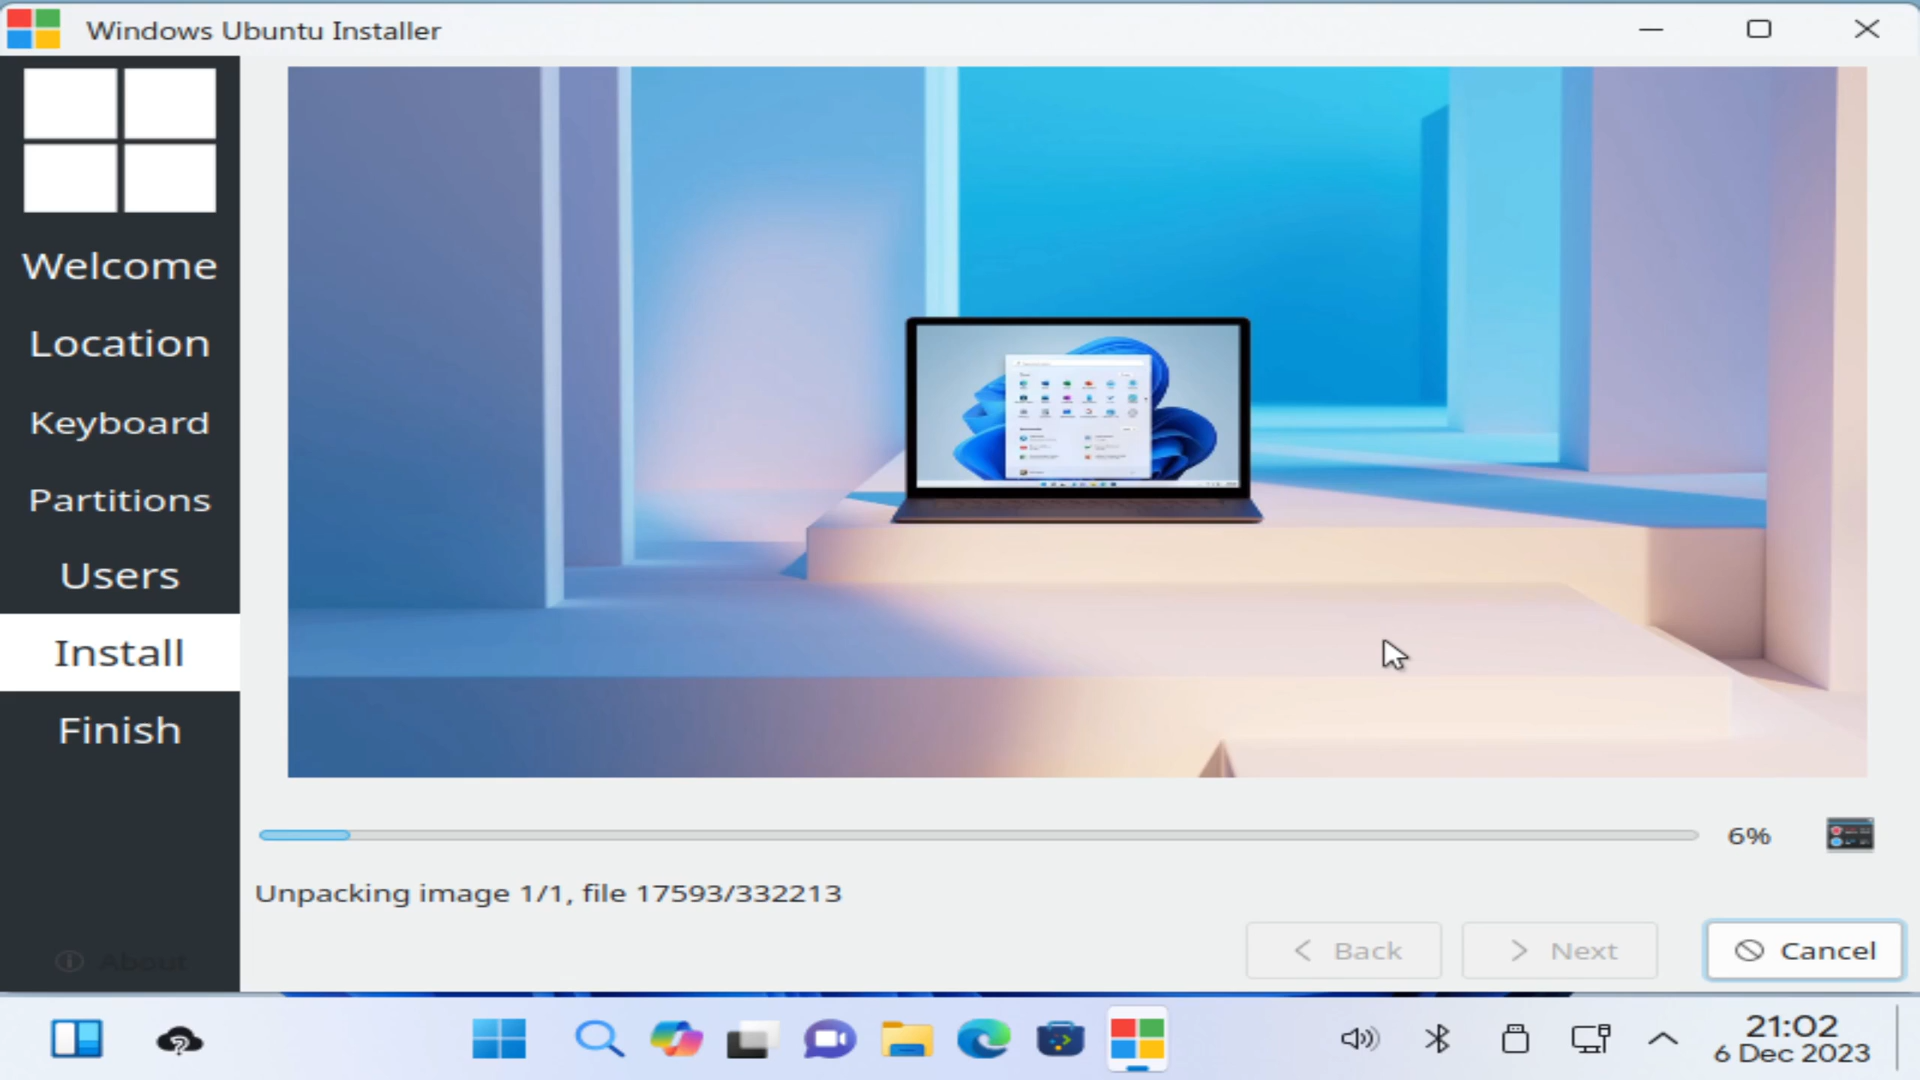 Windows Ubuntu Installer
Welcome
Location
Keyboard
Partitions
Users
Install
Finish
About
6%
Unpacking image 1/1, file 17593/332213
Back
Next
Cancel
21:02
6 Dec 2023